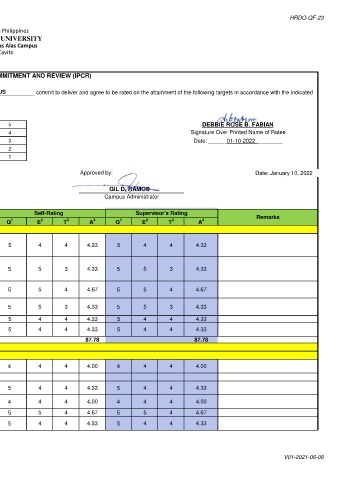 HRDO-QF-23
Philippines
UNIVERSITY
as Alas Campus
Cavite
MMITMENT AND REVIEW (IPCR)
US commit to deliver and agree to be rated on the attainment of the following targets in accordance with the indicated
5
4
3
2
1
DEBBIE ROSE B. FABIAN
Signature Over Printed Name of Ratee
Date: 01-10-2022
Approved by:
Date: January 10, 2022
GIL D. RAMOS
Campus Administrator
Self-Rating Supervisor's Rating Remarks
Q1 E2 T3 A4 Q1 E2 T3 A4
5 4 4 4.33 5 4 4 4.33
5 5 3 4.33 5 5 3 4.33
5 5 4 4.67 5 5 4 4.67
5 5 3 4.33 5 5 3 4.33
5 4 4 4.33 5 4 4 4.33
5 4 4 4.33 5 4 4 4.33
87.78 87.78
4 4 4 4.00 4 4 4 4.00
5 4 4 4.33 5 4 4 4.33
4 4 4 4.00 4 4 4 4.00
5 5 4 4.67 5 5 4 4.67
5 4 4 4.33 5 4 4 4.33
V01-2021-06-08